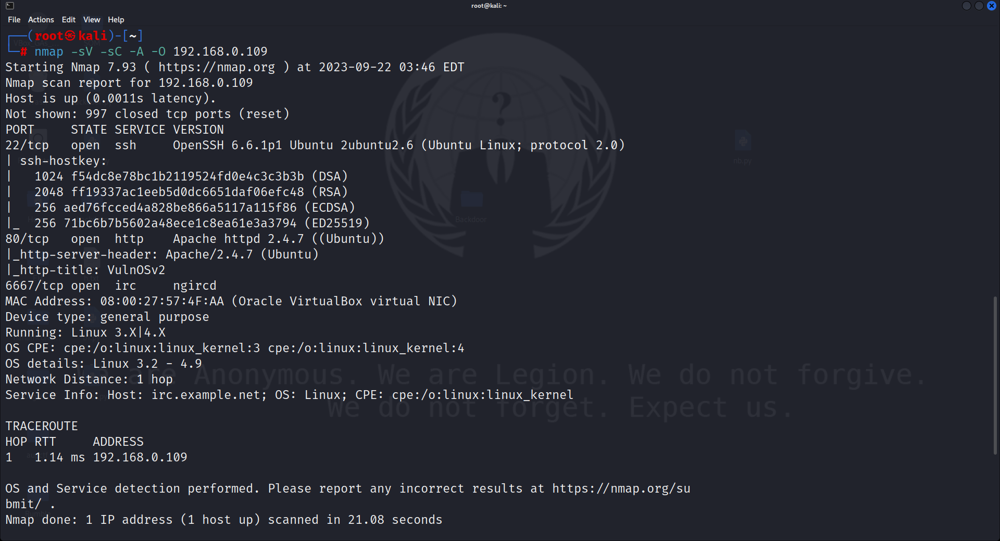 root@kali: ~
File Actions Edit View Help
┌──(root㉿kali)-[~]
└─# nmap -sV -sC -A -O 192.168.0.109
Starting Nmap 7.93 ( https://nmap.org ) at 2023-09-22 03:46 EDT
Nmap scan report for 192.168.0.109
Host is up (0.0011s latency).
Not shown: 997 closed tcp ports (reset)
PORT     STATE SERVICE VERSION
22/tcp   open  ssh     OpenSSH 6.6.1p1 Ubuntu 2ubuntu2.6 (Ubuntu Linux; protocol 2.0)
| ssh-hostkey:
|   1024 f54dc8e78bc1b2119524fd0e4c3c3b3b (DSA)
|   2048 ff19337ac1eeb5d0dc6651daf06efc48 (RSA)
|   256 aed76fcced4a828be866a5117a115f86 (ECDSA)
|_  256 71bc6b7b5602a48ece1c8ea61e3a3794 (ED25519)
80/tcp   open  http    Apache httpd 2.4.7 ((Ubuntu))
|_http-server-header: Apache/2.4.7 (Ubuntu)
|_http-title: VulnOSv2
6667/tcp open  irc     ngircd
MAC Address: 08:00:27:57:4F:AA (Oracle VirtualBox virtual NIC)
Device type: general purpose
Running: Linux 3.X|4.X
OS CPE: cpe:/o:linux:linux_kernel:3 cpe:/o:linux:linux_kernel:4
OS details: Linux 3.2 - 4.9
Network Distance: 1 hop
Service Info: Host: irc.example.net; OS: Linux; CPE: cpe:/o:linux:linux_kernel
TRACEROUTE
HOP RTT     ADDRESS
1   1.14 ms 192.168.0.109
OS and Service detection performed. Please report any incorrect results at https://nmap.org/su
bmit/ .
Nmap done: 1 IP address (1 host up) scanned in 21.08 seconds
nb.py
Backdoor
are Anonymous. We are Legion. We do not forgive.
We do not forget. Expect us.